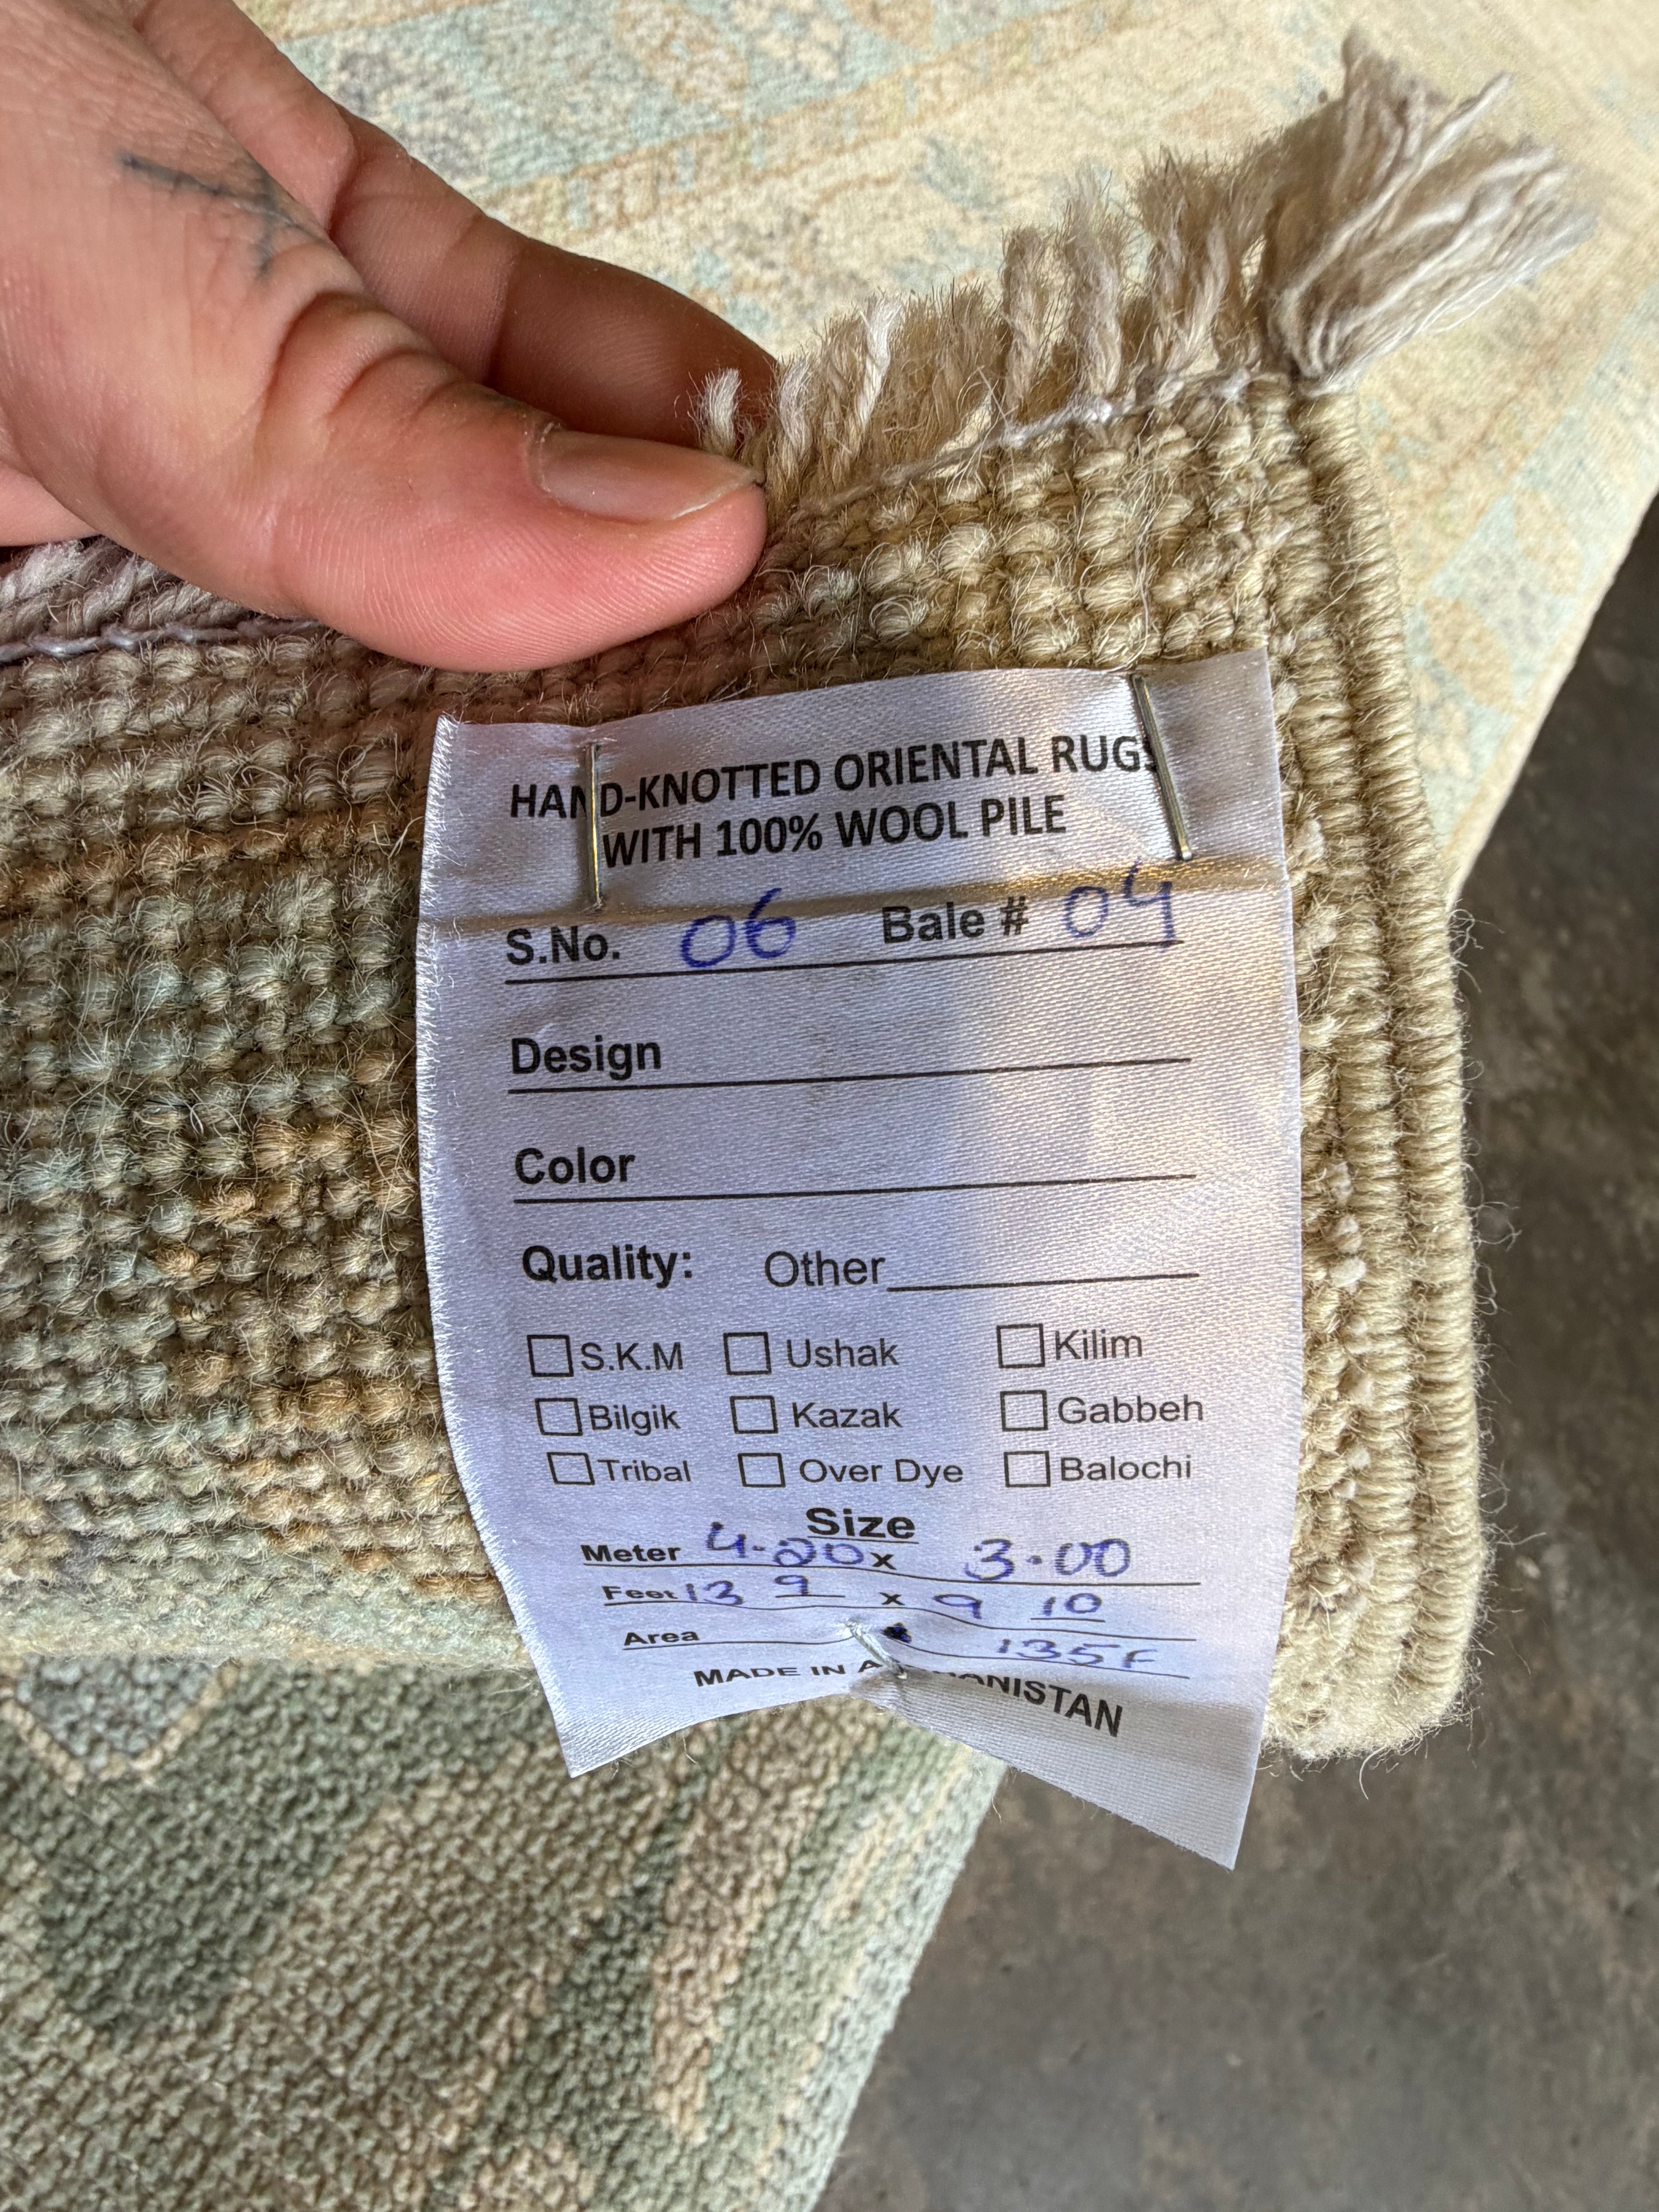 HAND-KNOTTED ORIENTAL RUGS
WITH 100% WOOL PILE
S.No. 06 Bale # 04
Design
Color
Quality: Other
S.K.M Ushak Kilim
Bilgik Kazak Gabbeh
Tribal Over Dye Balochi
Size
Meter 4.20 x 3.00
Feet 13 9 x 9 10
Area 135F
MADE IN AFGHANISTAN